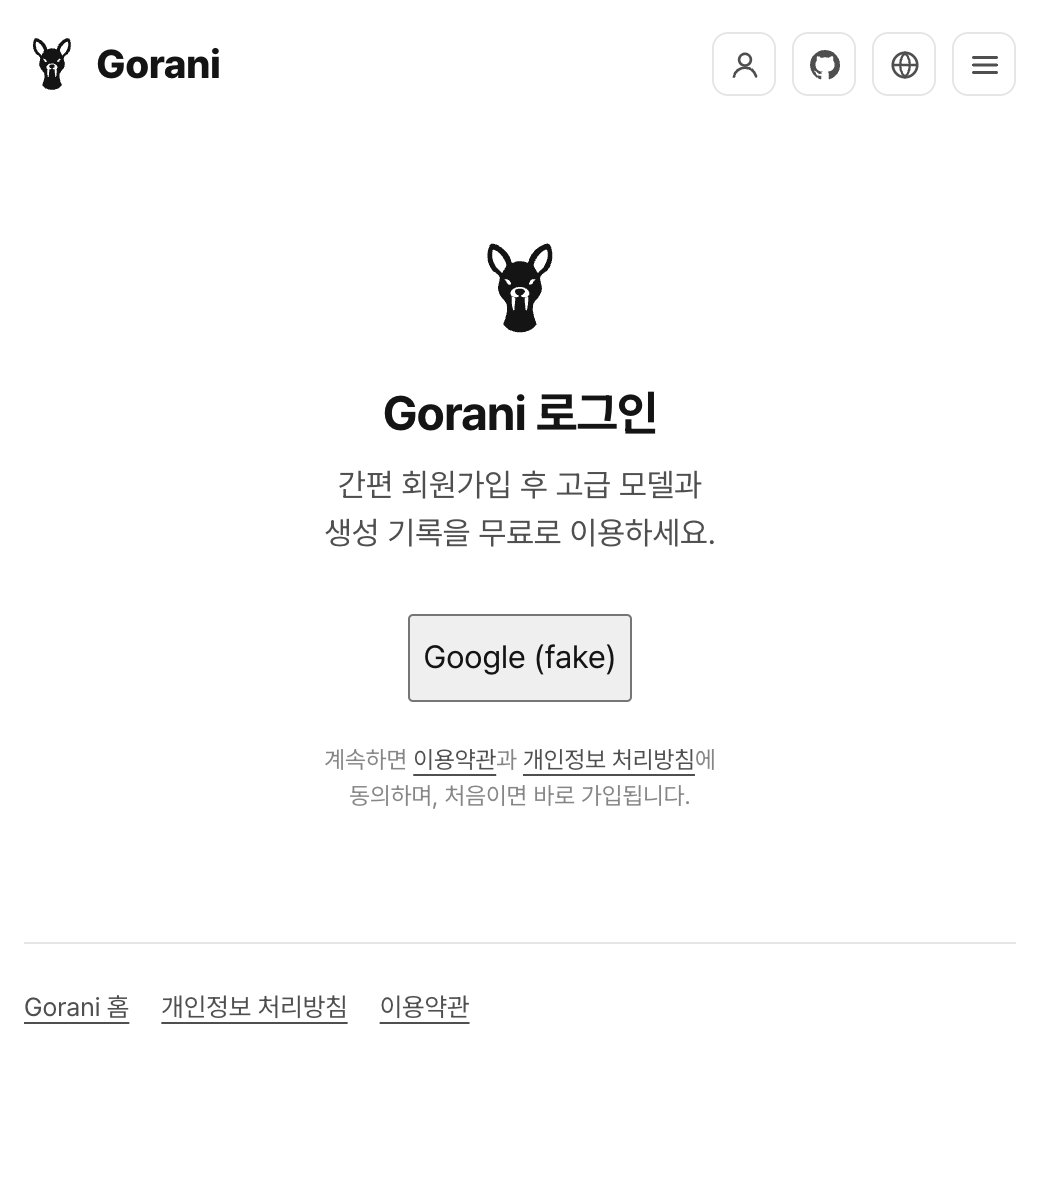 Gorani
Gorani 로그인
간편 회원가입 후 고급 모델과
생성 기록을 무료로 이용하세요.
Google (fake)
계속하면 이용약관과 개인정보 처리방침에
동의하며, 처음이면 바로 가입됩니다.
Gorani 홈 개인정보 처리방침 이용약관